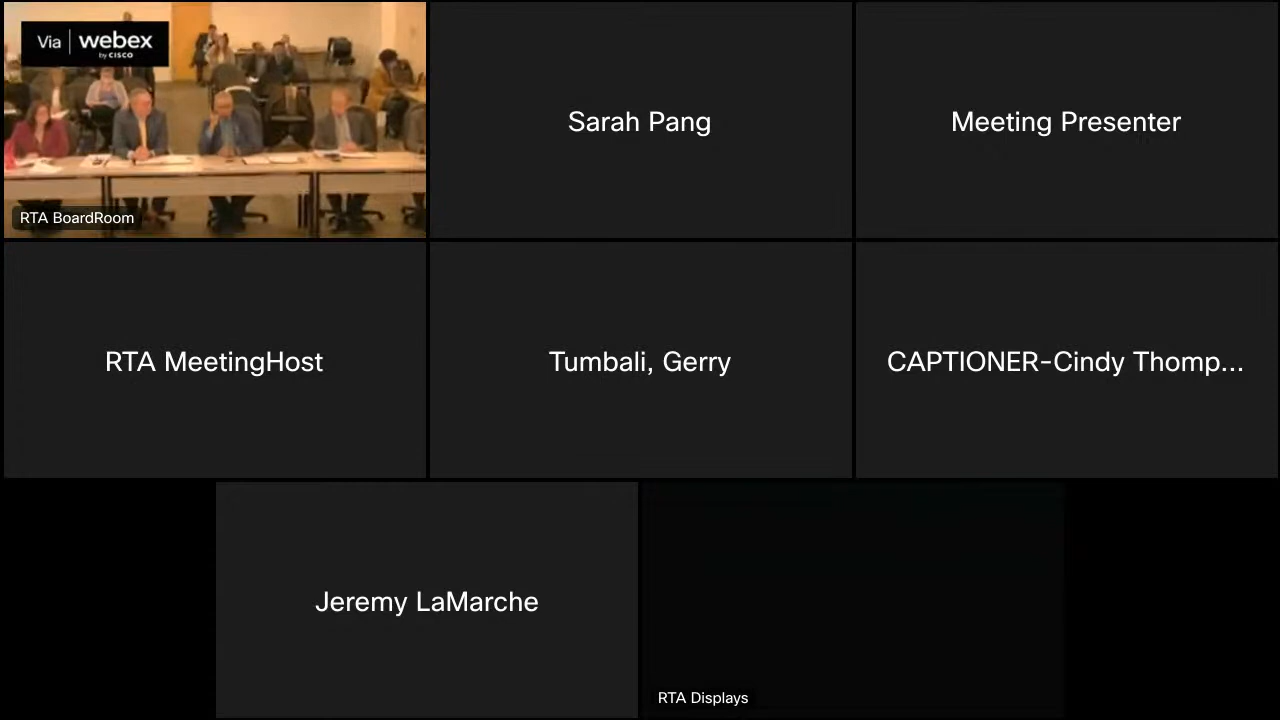 Via | webex
by CISCO
RTA BoardRoom
Sarah Pang
Meeting Presenter
RTA MeetingHost
Tumbali, Gerry
CAPTIONER-Cindy Thomp...
Jeremy LaMarche
RTA Displays